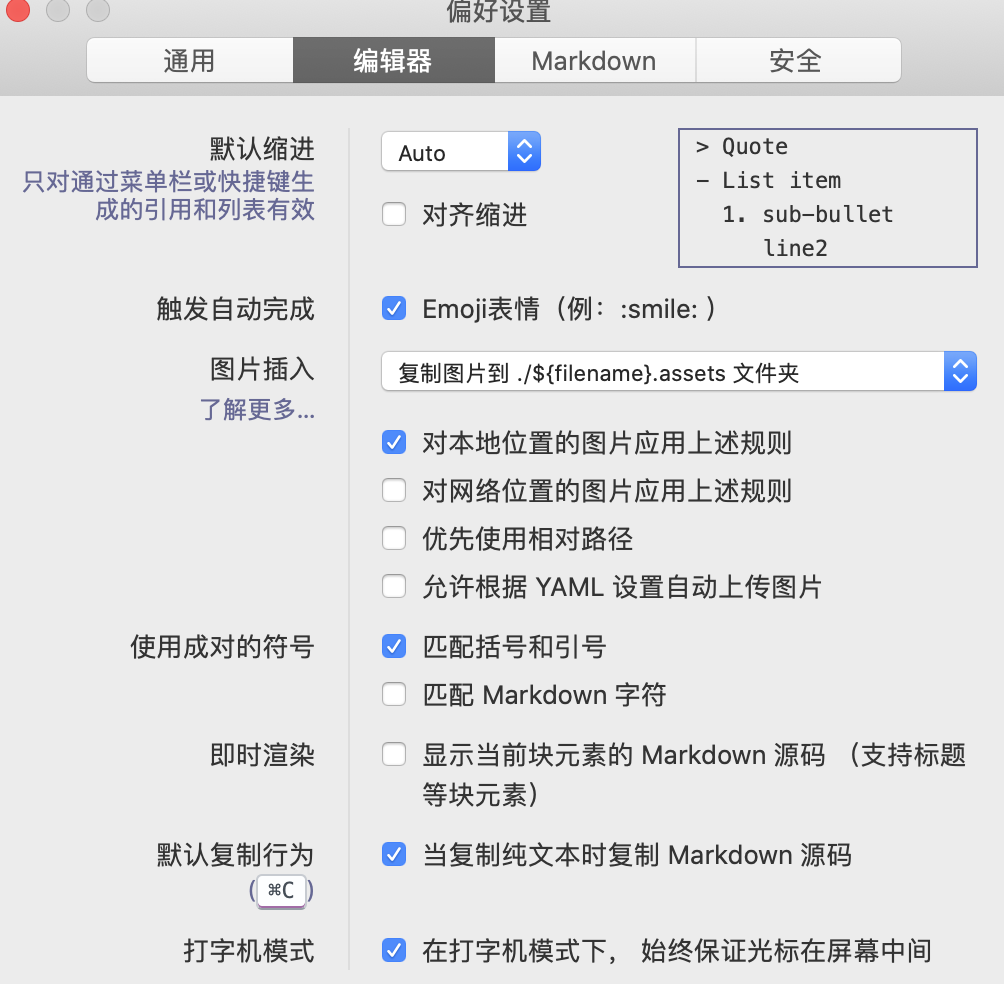 偏好设置
通用
编辑器
Markdown
安全
默认缩进
只对通过菜单栏或快捷键生
成的引用和列表有效
Auto
对齐缩进
> Quote
- List item
1. sub-bullet
line2
触发自动完成
Emoji表情（例：:smile: ）
图片插入
了解更多...
复制图片到 ./${filename}.assets 文件夹
对本地位置的图片应用上述规则
对网络位置的图片应用上述规则
优先使用相对路径
允许根据 YAML 设置自动上传图片
使用成对的符号
匹配括号和引号
匹配 Markdown 字符
即时渲染
显示当前块元素的 Markdown 源码 （支持标题
等块元素）
默认复制行为
(⌘C)
当复制纯文本时复制 Markdown 源码
打字机模式
在打字机模式下， 始终保证光标在屏幕中间